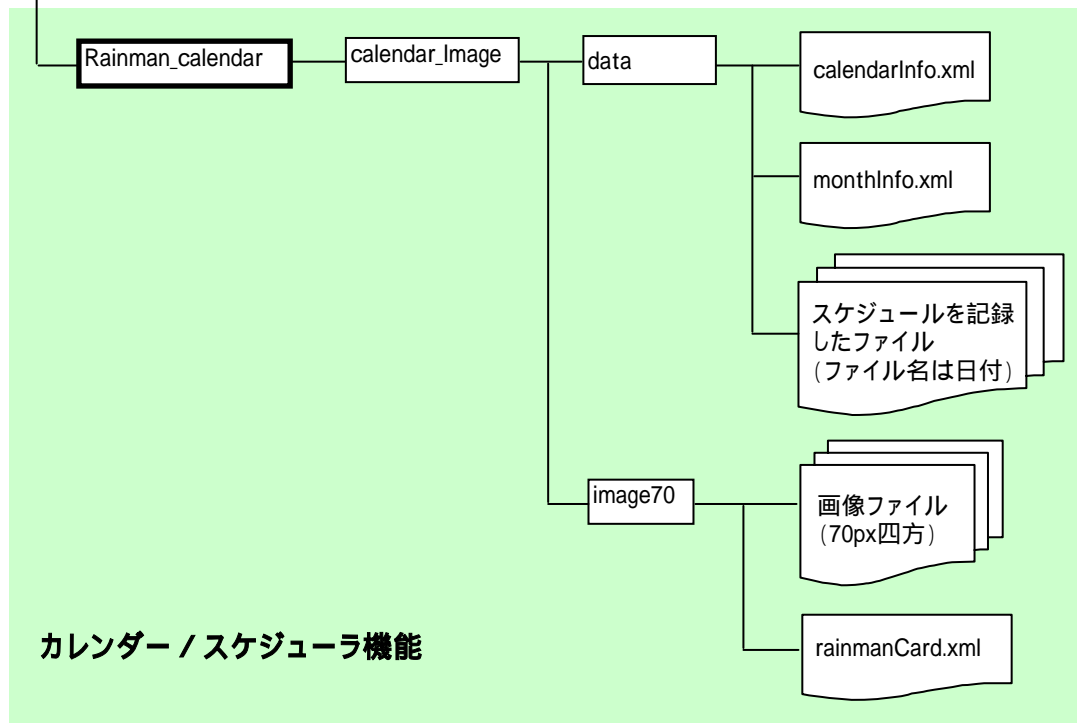 Rainman_calendar
calendar_Image
data
calendarInfo.xml
monthInfo.xml
スケジュールを記録
したファイル
(ファイル名は日付)
image70
画像ファイル
(70px四方)
rainmanCard.xml
カレンダー / スケジューラ機能